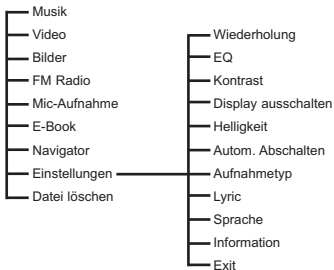 Musik
Video
Bilder
FM Radio
Mic-Aufnahme
E-Book
Navigator
Einstellungen
Datei löschen
Wiederholung
EQ
Kontrast
Display ausschalten
Helligkeit
Autom. Abschalten
Aufnahmetyp
Lyric
Sprache
Information
Exit